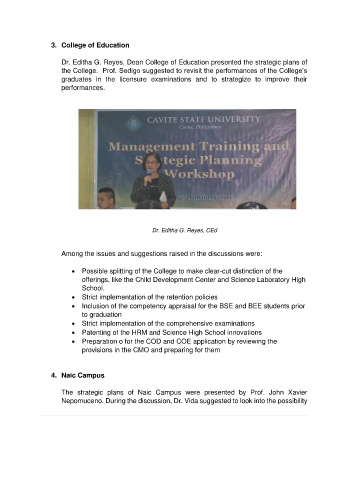 3. College of Education
Dr. Editha G. Reyes, Dean College of Education presented the strategic plans of
the College. Prof. Sedigo suggested to revisit the performances of the College's
graduates in the licensure examinations and to strategize to improve their
performances.
CAVITE STATE UNIVERSITY
Cavite, Philippines
Management Training and
Strategic Planning
Workshop
Dr. Editha G. Reyes, CEd
Among the issues and suggestions raised in the discussions were:
• Possible splitting of the College to make clear-cut distinction of the
offerings, like the Child Development Center and Science Laboratory High
School.
• Strict implementation of the retention policies
• Inclusion of the competency appraisal for the BSE and BEE students prior
to graduation
• Strict implementation of the comprehensive examinations
• Patenting of the HRM and Science High School innovations
• Preparation o for the COD and COE application by reviewing the
provisions in the CMO and preparing for them
4. Naic Campus
The strategic plans of Naic Campus were presented by Prof. John Xavier
Nepomuceno. During the discussion, Dr. Vida suggested to look into the possibility